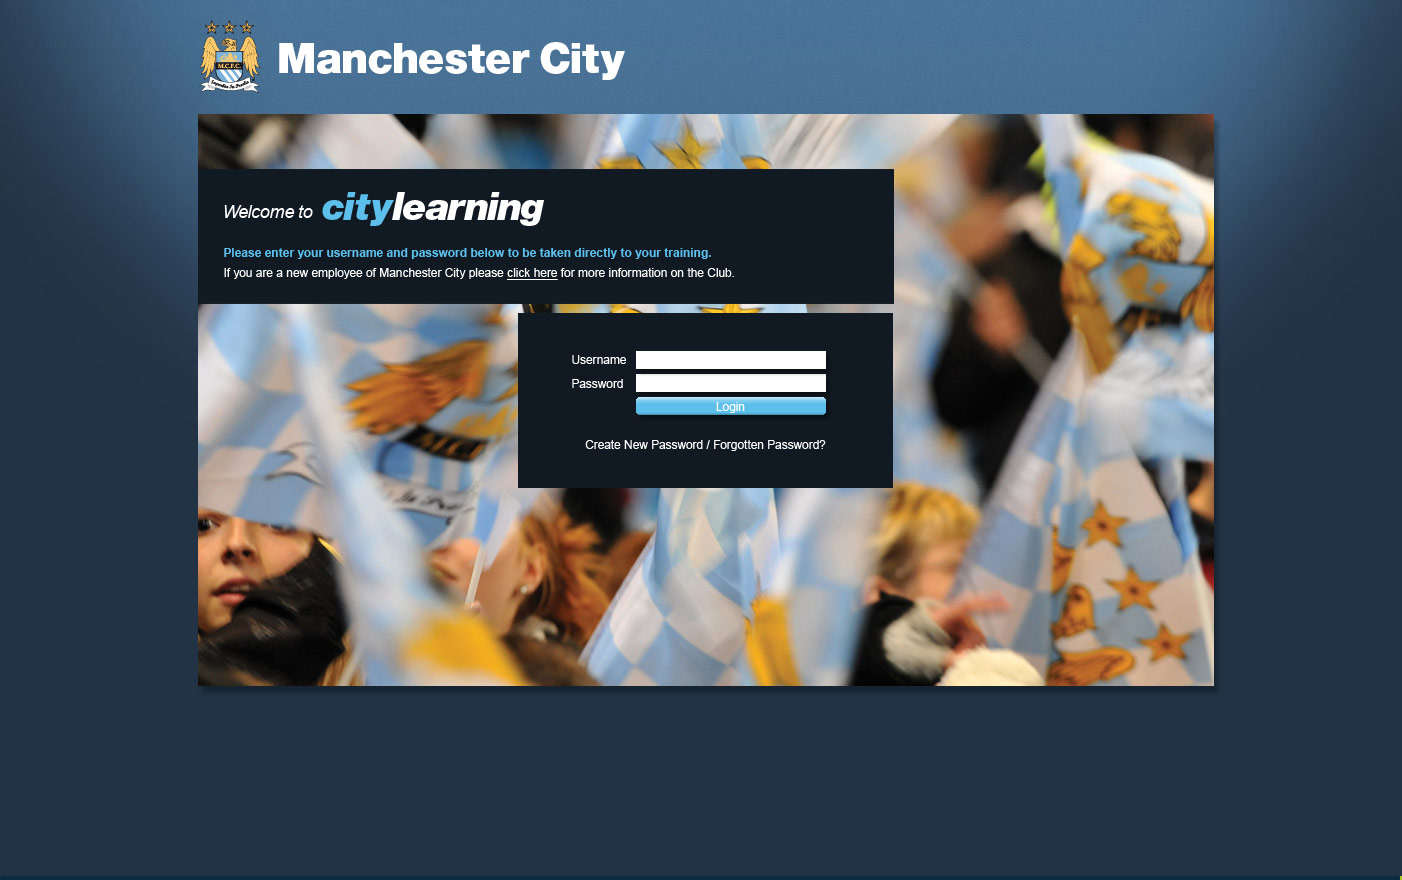 M.C.F.C.
Manchester City
Welcome to citylearning
Please enter your username and password below to be taken directly to your training.
If you are a new employee of Manchester City please click here for more information on the Club.
Username
Password
Login
Create New Password / Forgotten Password?